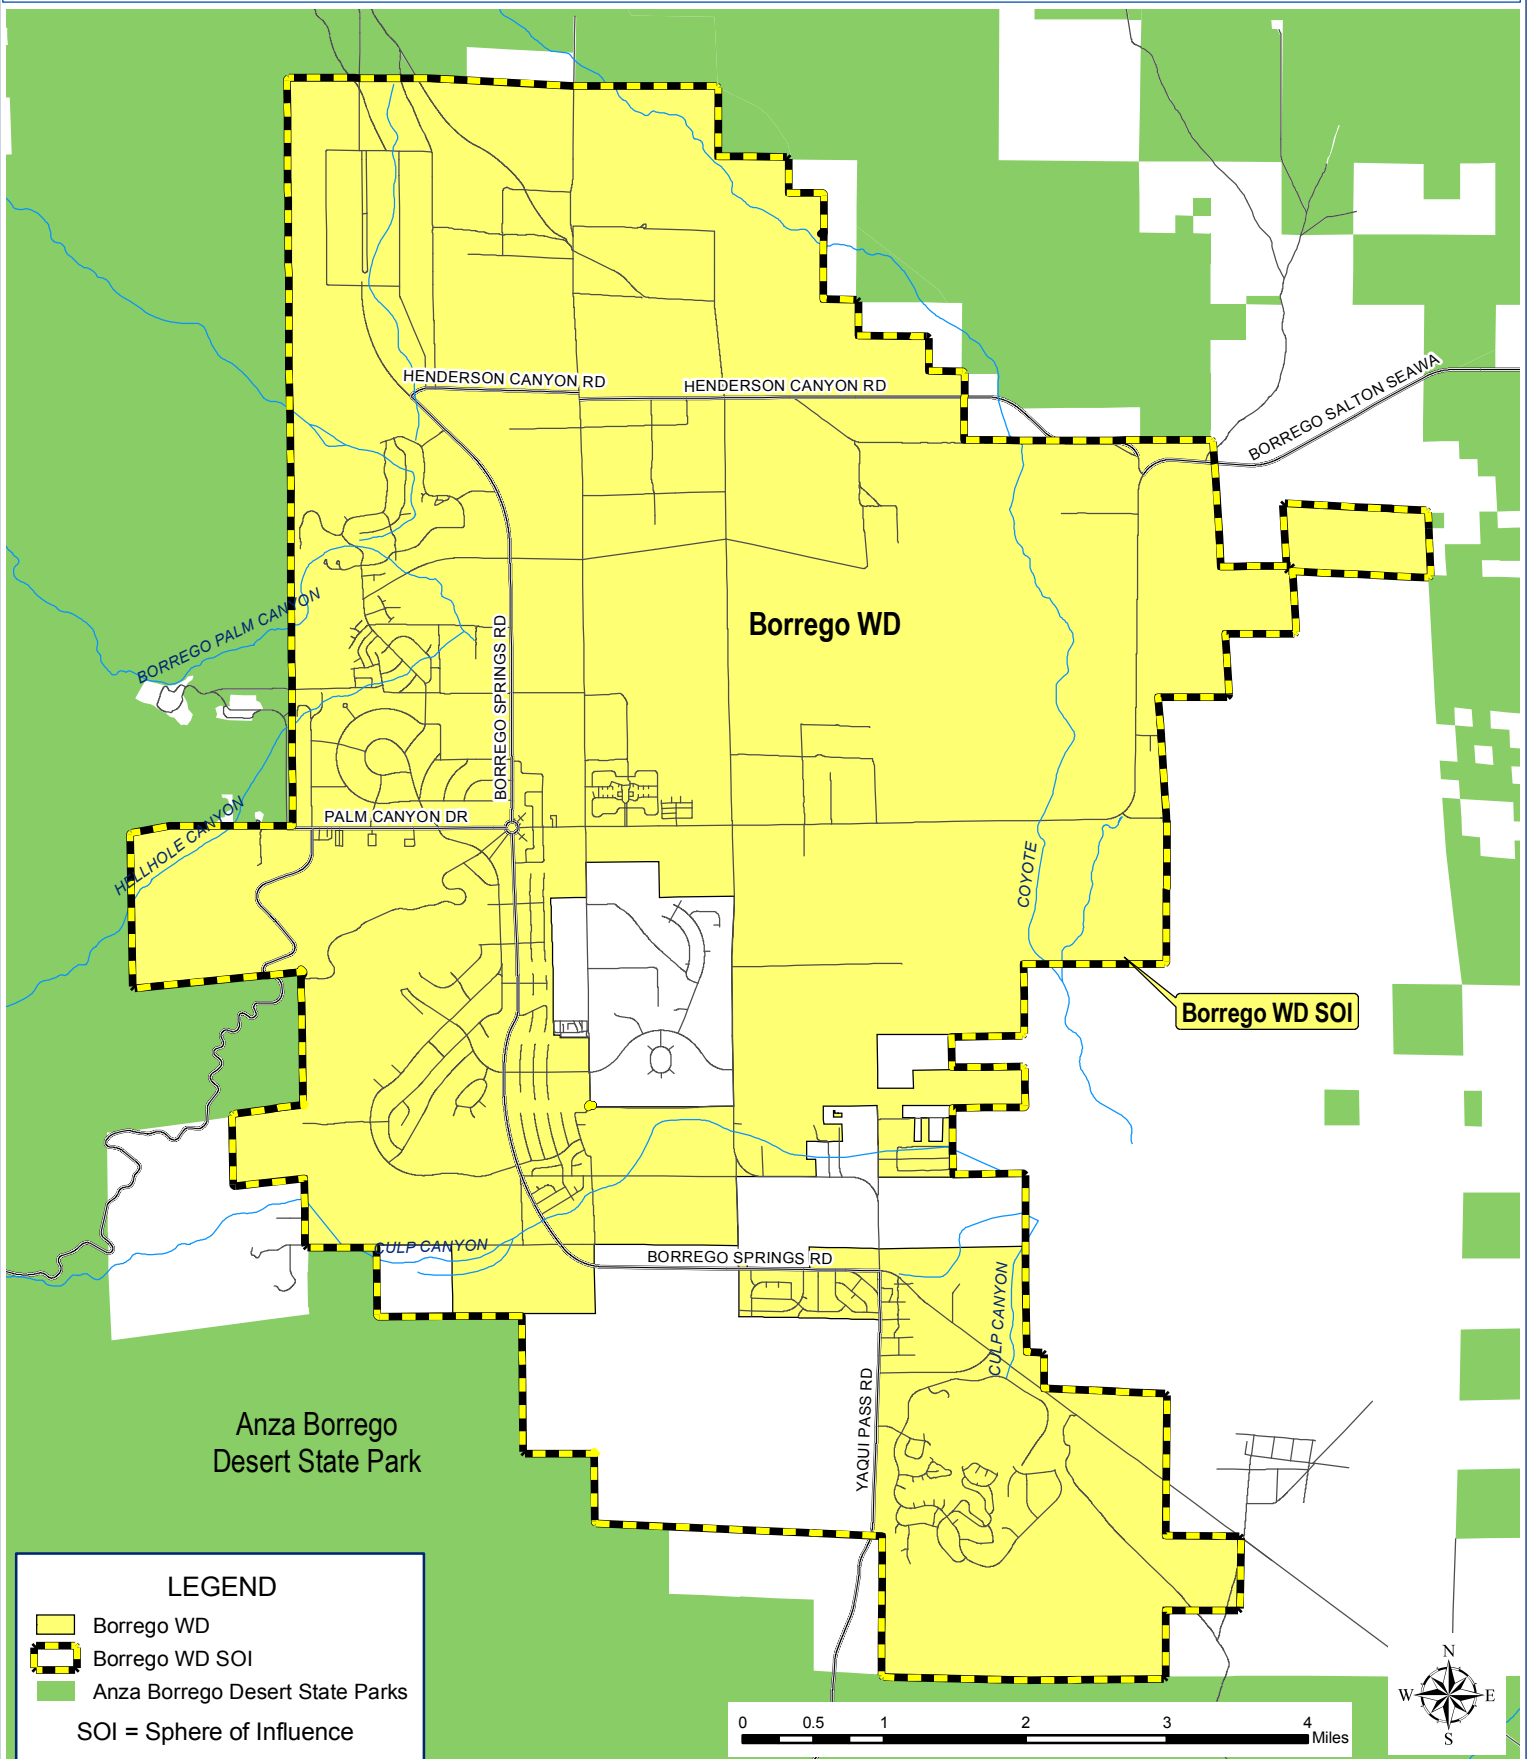 HENDERSON CANYON RD
HENDERSON CANYON RD
BORREGO SALTON SEAWA
BORREGO PALM CANYON
BORREGO SPRINGS RD
Borrego WD
HELLHOLE CANYON
PALM CANYON DR
COYOTE
Borrego WD SOI
CULP CANYON
BORREGO SPRINGS RD
CULP CANYON
YAQUI PASS RD
Anza Borrego
Desert State Park
LEGEND
Borrego WD
Borrego WD SOI
Anza Borrego Desert State Parks
SOI = Sphere of Influence
0 0.5 1 2 3 4
Miles
N
W E
S